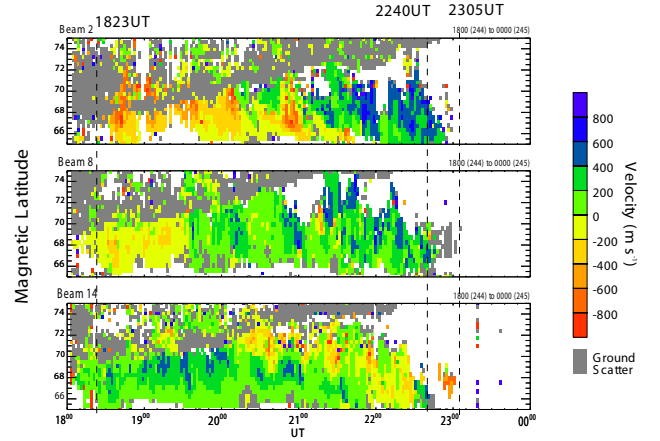 1823UT
2240UT 2305UT
Beam 2
1800 (244) to 0000 (245)
74
72
70
68
66
Beam 8
1800 (244) to 0000 (245)
74
72
70
68
66
Beam 14
1800 (244) to 0000 (245)
74
72
70
68
66
18⁰⁰ 19⁰⁰ 20⁰⁰ 21⁰⁰ 22⁰⁰ 23⁰⁰ 00⁰⁰
UT
Magnetic Latitude
800
600
400
200
0
-200
-400
-600
-800
Velocity (m s⁻¹)
Ground
Scatter